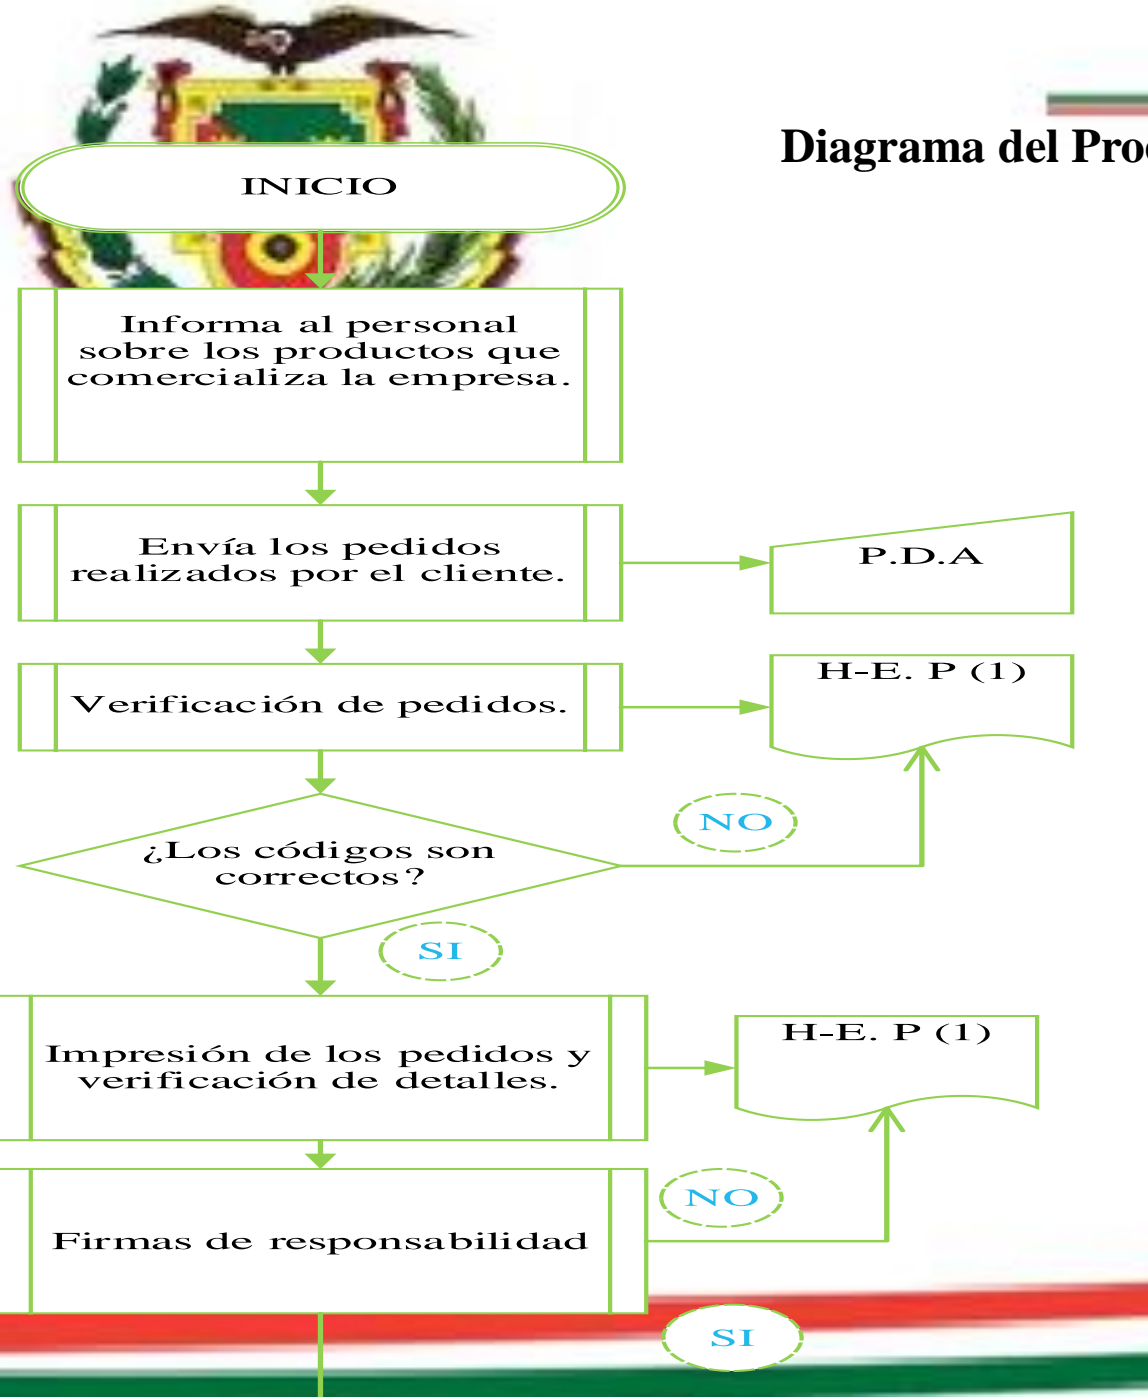 Diagrama del
INICIO
Informa al personal
sobre los productos que
comercializa la empresa.
Envía los pedidos
realizados por el cliente.
P.D.A
Verificación de pedidos.
H-E. P (1)
NO
¿Los códigos son
correctos?
SI
Impresión de los pedidos y
verificación de detalles.
H-E. P (1)
NO
Firmas de responsabilidad
SI